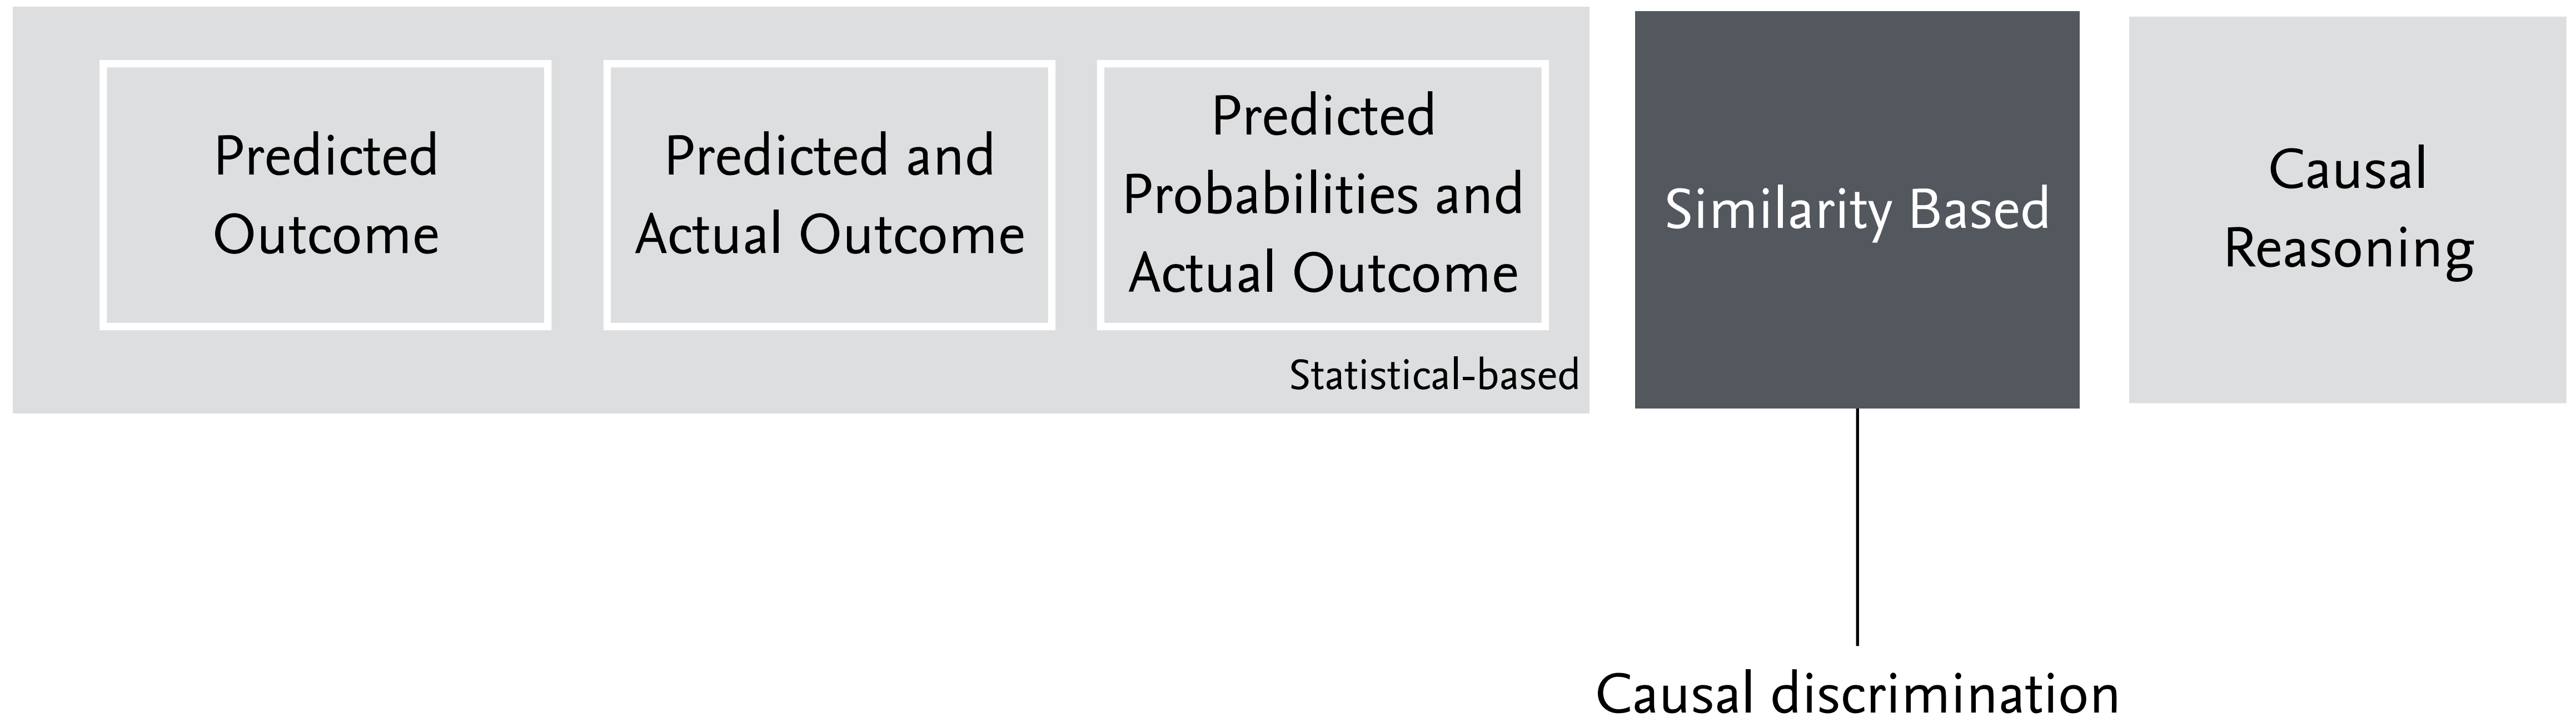 Predicted
Outcome
Predicted and
Actual Outcome
Predicted
Probabilities and
Actual Outcome
Statistical-based
Similarity Based
Causal
Reasoning
Causal discrimination